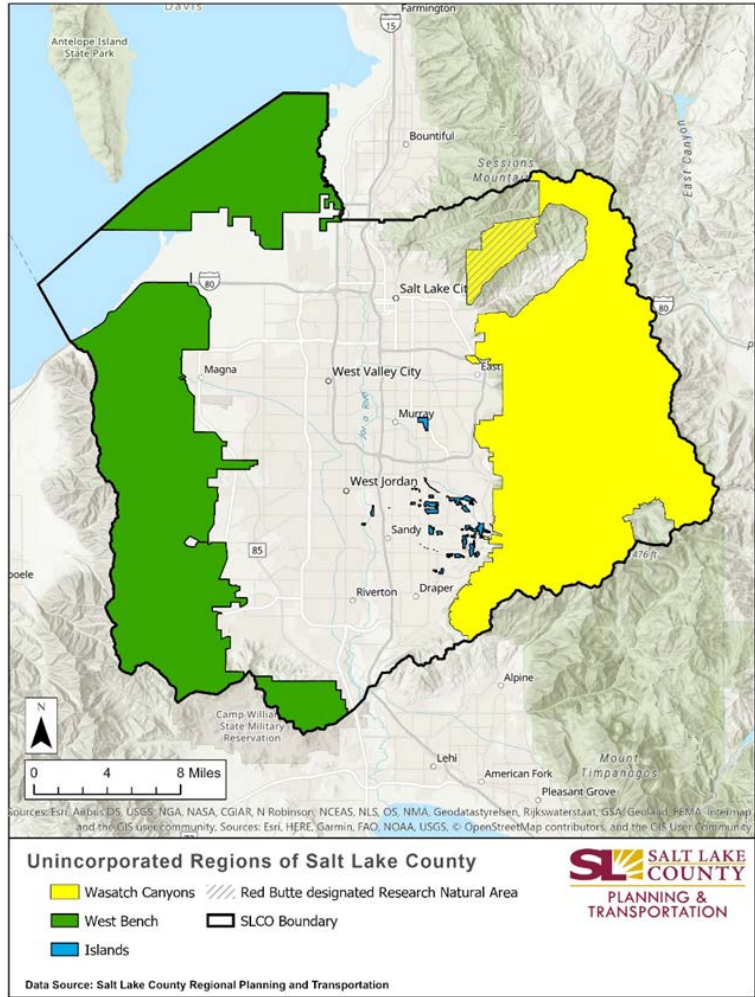 Davis
Farmington
15
Antelope Island
State Park
Bountiful
Sessions
Mountai
East Canyon
80
Salt Lake Cit
80
Magna
West Valley City
East
Murray
West Jordan
Sandy
85
476 ft
ooele
Riverton
Draper
Alpine
Camp William
State Military
Reservation
N
Lehi
Mount
Timpanogos
American Fork
Pleasant Grove
0 4 8 Miles
Sources: Esri, Airbus DS, USGS, NGA, NASA, CGIAR, N Robinson, NCEAS, NLS, OS, NMA, Geodatastyrelsen, Rijkswaterstaat, GSA, Geoland, FEMA, Intermap
and the GIS user community, Sources: Esri, HERE, Garmin, FAO, NOAA, USGS, © OpenStreetMap contributors, and the GIS User Community
Unincorporated Regions of Salt Lake County
Wasatch Canyons
Red Butte designated Research Natural Area
West Bench
SLCO Boundary
Islands
SL SALT LAKE
COUNTY
PLANNING &
TRANSPORTATION
Data Source: Salt Lake County Regional Planning and Transportation